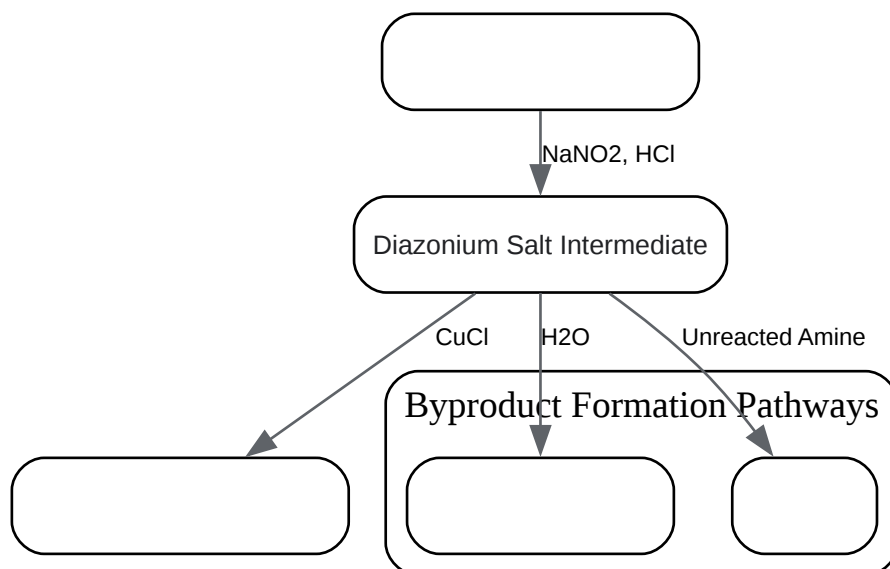 NaNO2, HCl
Diazonium Salt Intermediate
CuCl
H2O
Unreacted Amine
Byproduct Formation Pathways